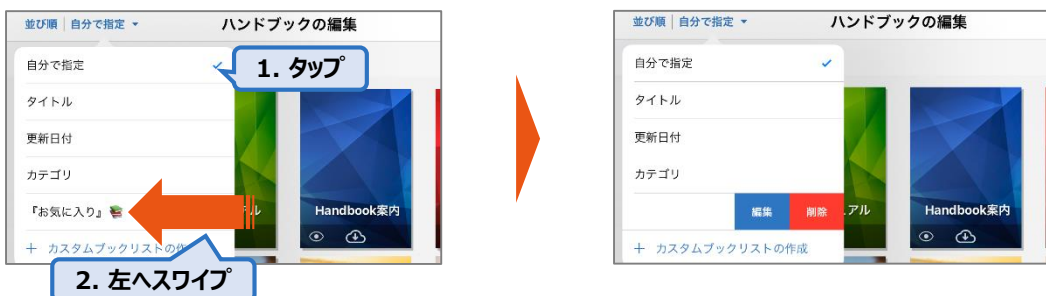 並び順 | 自分で指定
ハンドブックの編集
自分で指定
1. タップ
タイトル
更新日付
カテゴリ
『お気に入り』
ル
Handbook案内
+ カスタムブックリストの作
2. 左へスワイプ
並び順 | 自分で指定
ハンドブックの編集
自分で指定
タイトル
更新日付
カテゴリ
編集
削除
アル
Handbook案内
+ カスタムブックリストの作成